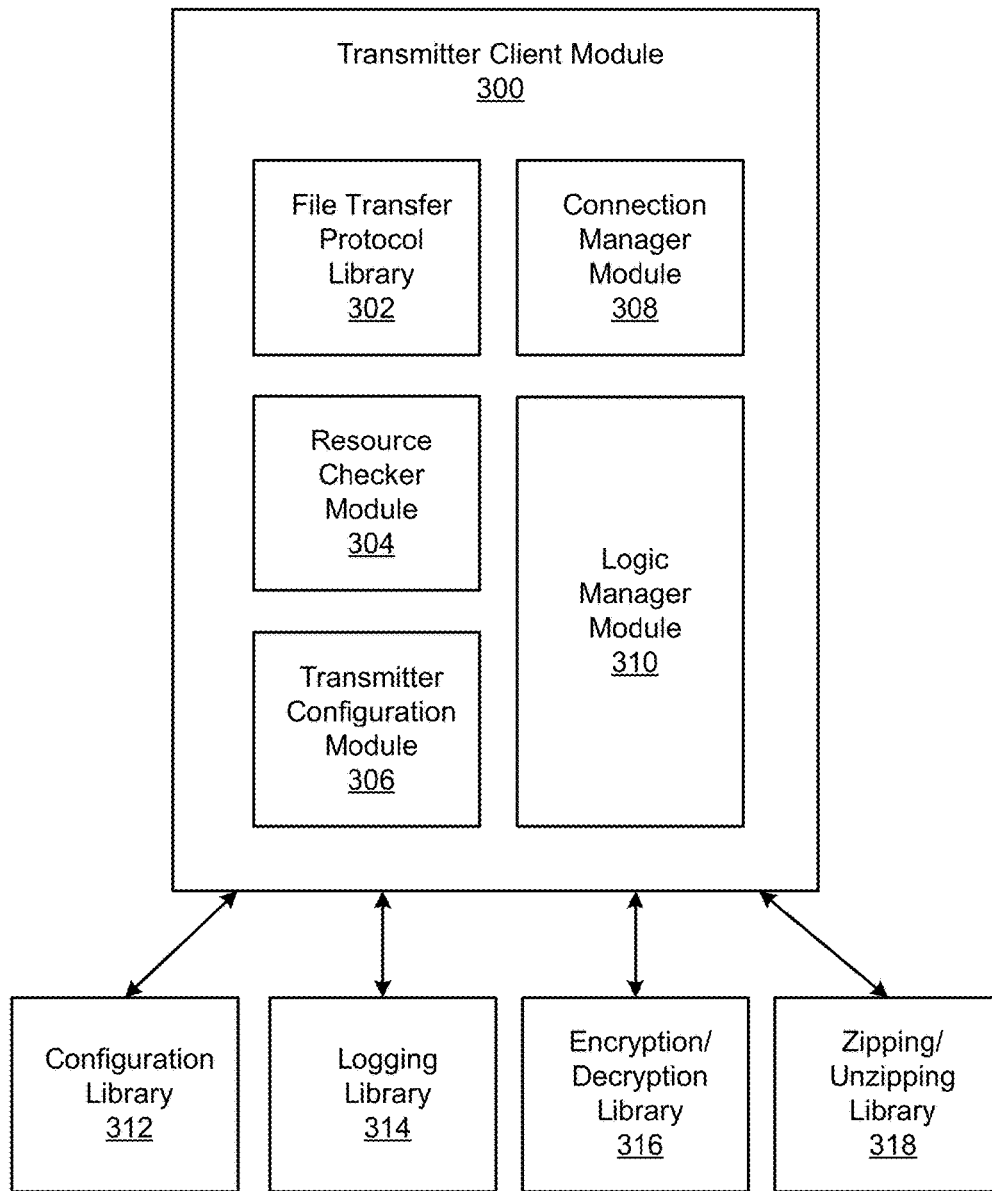 Transmitter Client Module
300
File Transfer
Protocol
Library
302
Connection
Manager
Module
308
Resource
Checker
Module
304
Logic
Manager
Module
310
Transmitter
Configuration
Module
306
Configuration
Library
312
Logging
Library
314
Encryption/
Decryption
Library
316
Zipping/
Unzipping
Library
318